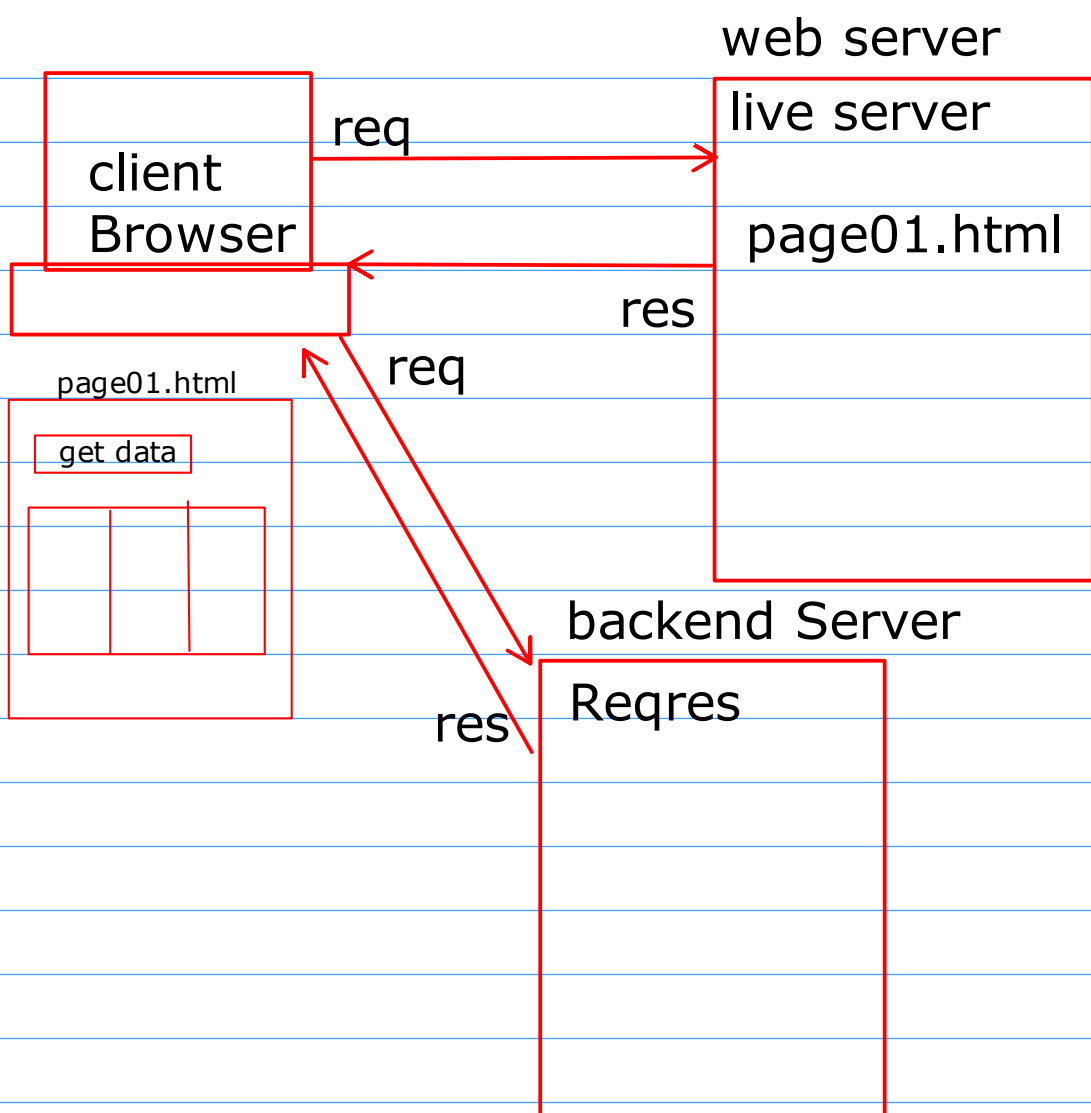 web server
live server
req
client
Browser
page01.html
res
req
page01.html
get data
backend Server
Reqres
res